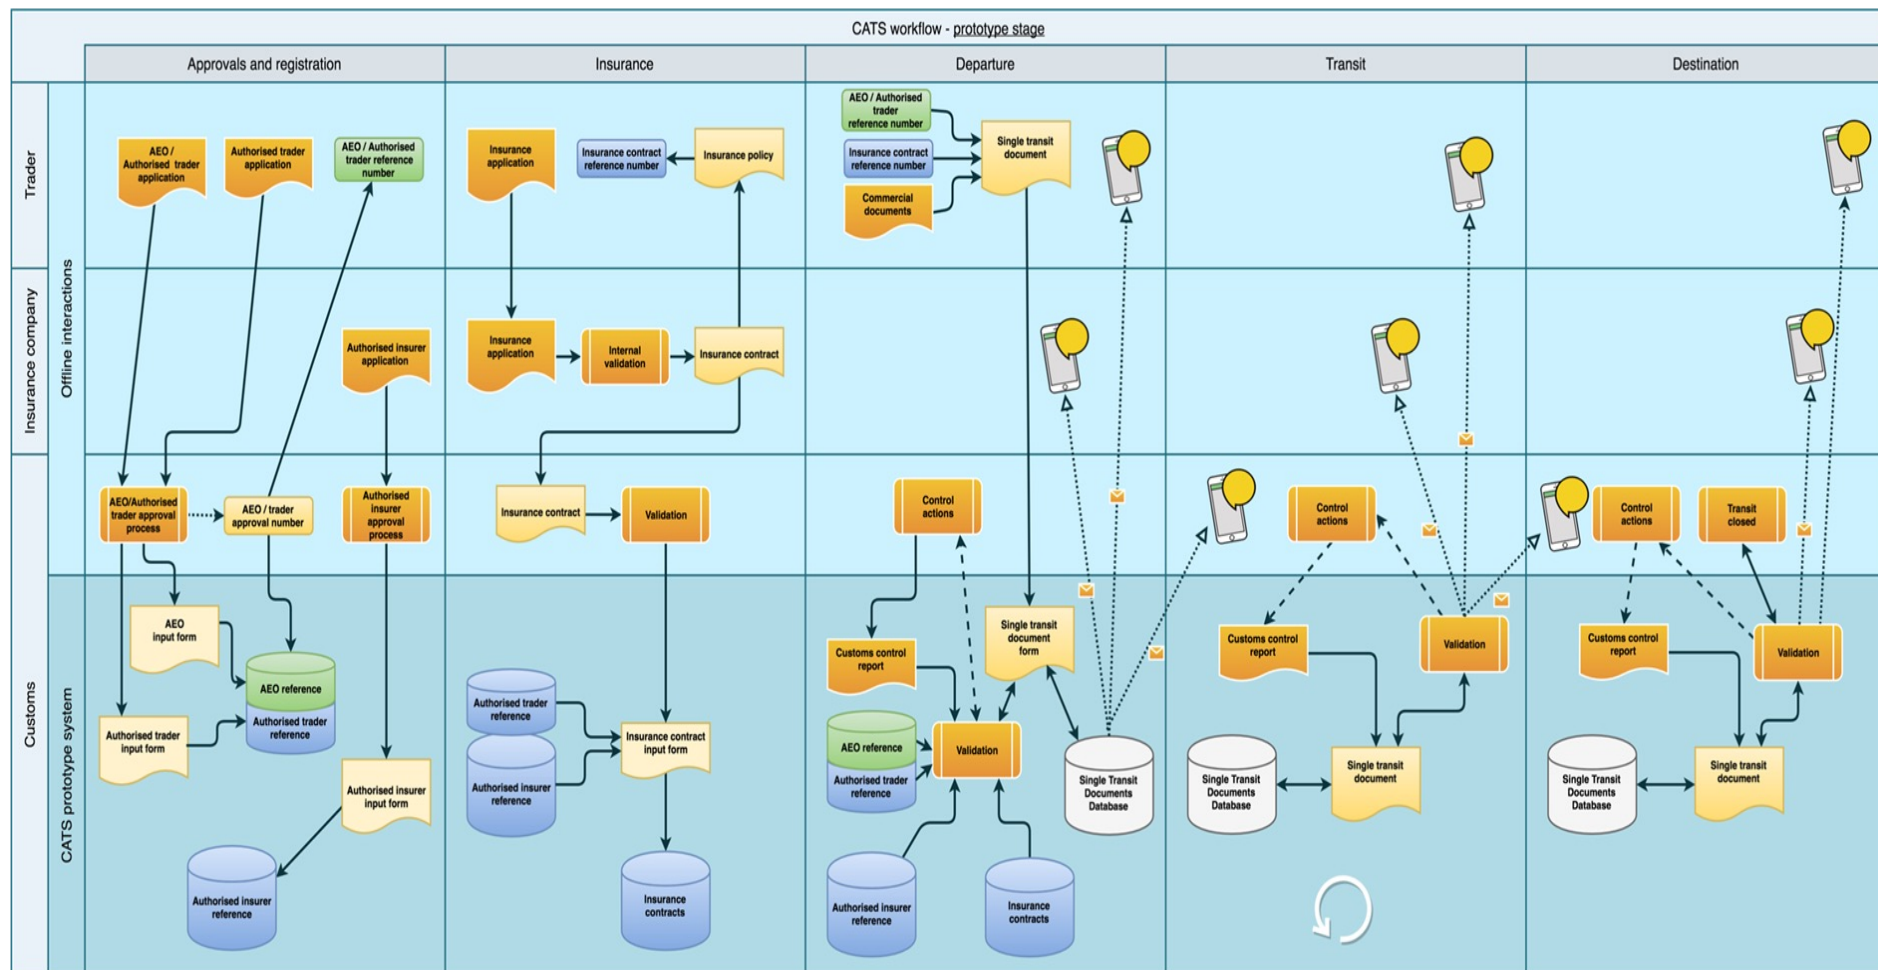 CATS workflow - prototype stage
Approvals and registration
Insurance
Departure
Transit
Destination
Trader
Insurance company
Customs
Offline interactions
CATS prototype system
AEO /
Authorised trader
application
Authorised trader
application
AEO / Authorised
trader reference
number
Authorised insurer
application
AEO/Authorised
trader approval
process
AEO / trader
approval number
Authorised
insurer
approval
process
AEO
input form
AEO reference
Authorised trader
reference
Authorised trader
input form
Authorised insurer
input form
Authorised insurer
reference
Insurance
application
Insurance contract
reference number
Insurance policy
Insurance
application
Internal
validation
Insurance contract
Insurance contract
Validation
Authorised trader
reference
Authorised insurer
reference
Insurance contract
input form
Insurance
contracts
AEO / Authorised
trader
reference number
Insurance contract
reference number
Commercial
documents
Single transit
document
Control
actions
Customs control
report
Single transit
document
form
AEO reference
Authorised trader
reference
Validation
Single Transit
Documents
Database
Authorised insurer
reference
Insurance
contracts
Control
actions
Customs control
report
Validation
Single Transit
Documents
Database
Single transit
document
Control
actions
Transit
closed
Customs control
report
Validation
Single Transit
Documents
Database
Single transit
document